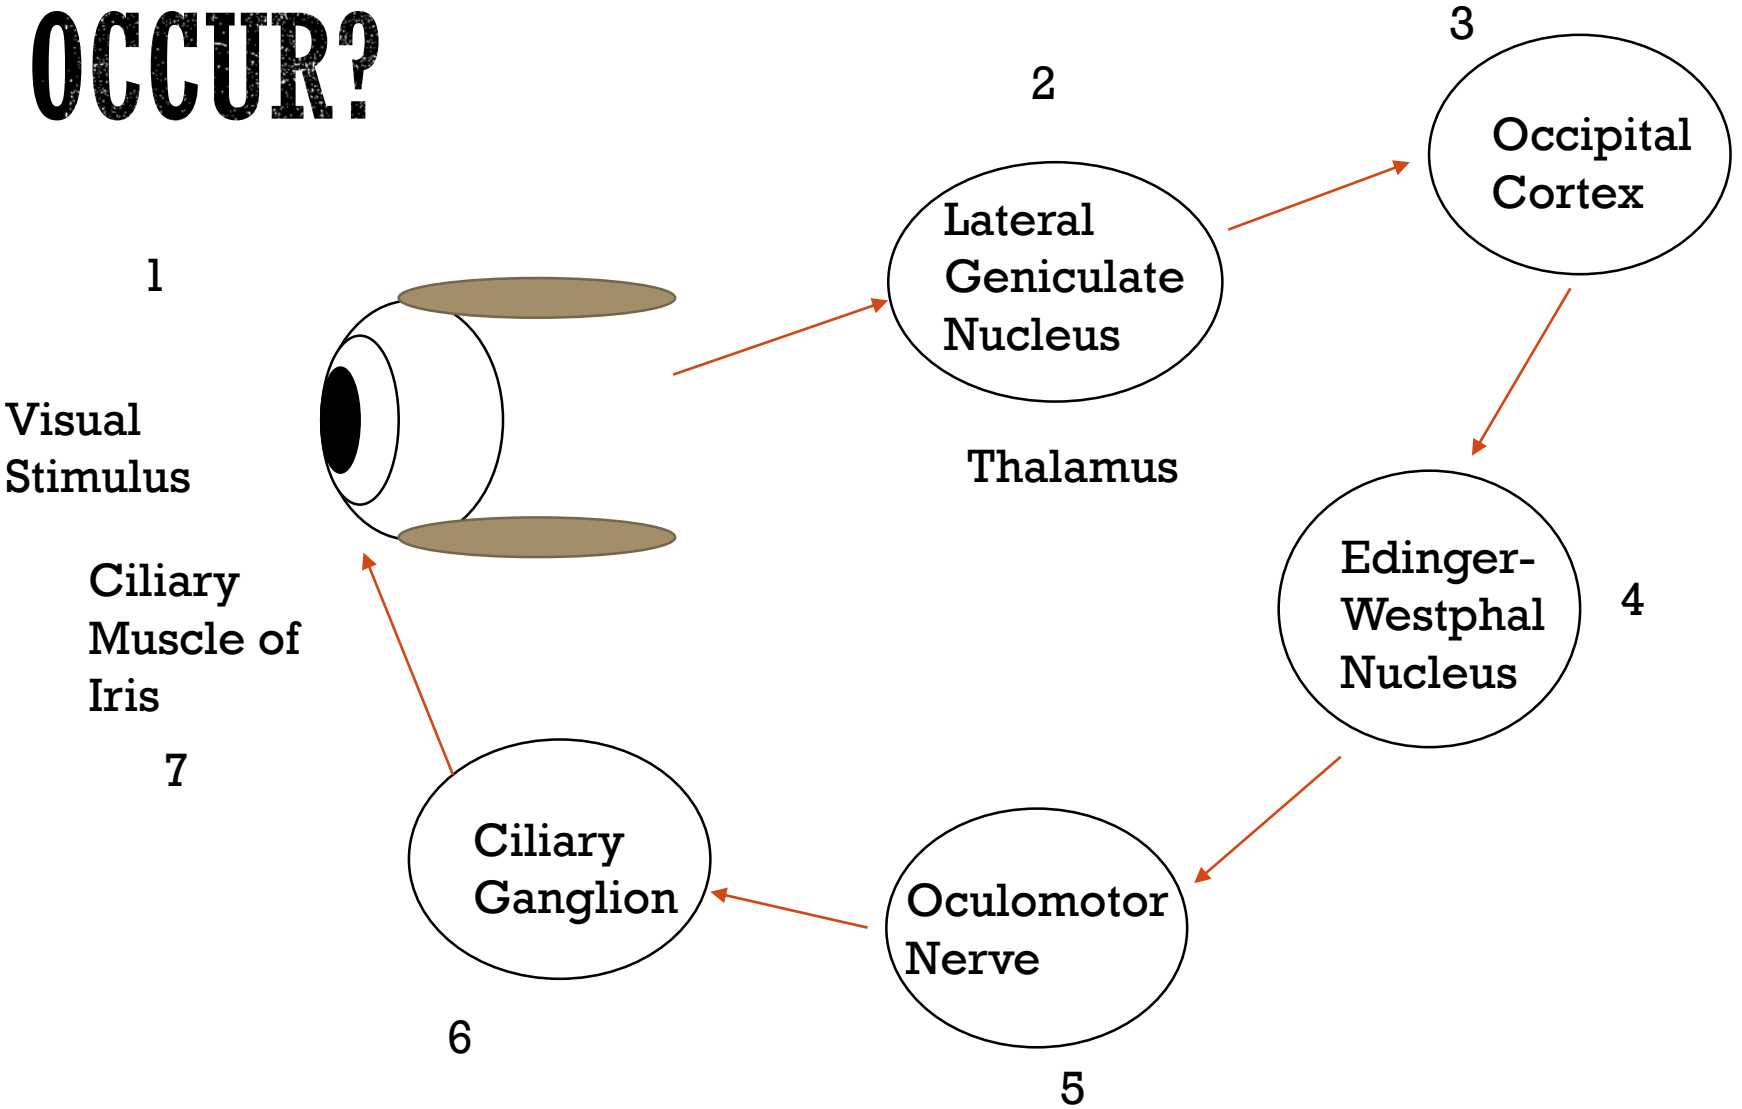 OCCUR?
1
Visual
Stimulus
2
Lateral
Geniculate
Nucleus
Thalamus
3
Occipital
Cortex
Edinger-
Westphal
Nucleus
4
Oculomotor
Nerve
5
Ciliary
Ganglion
6
Ciliary
Muscle of
Iris
7